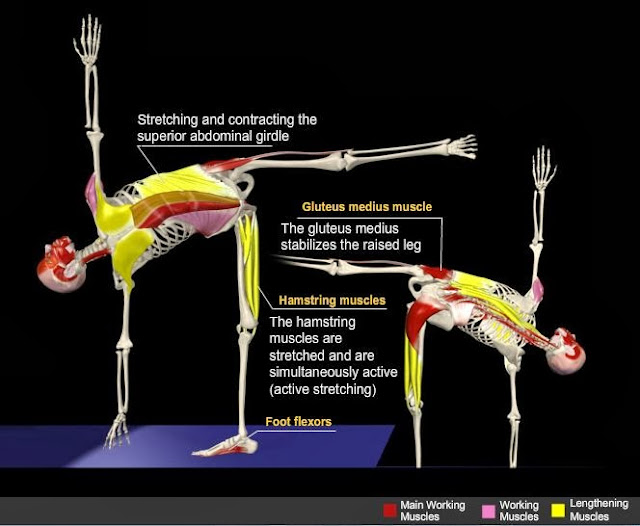 Stretching and contracting the
superior abdominal girdle
Gluteus medius muscle
The gluteus medius
stabilizes the raised leg
Hamstring muscles
The hamstring
muscles are
stretched and are
simultaneously active
(active stretching)
Foot flexors
Main Working
Muscles
Working
Muscles
Lengthening
Muscles